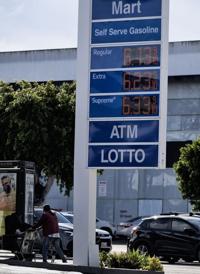 Mart
Self Serve Gasoline
Regular
Extra
Supreme+
ATM
LOTTO